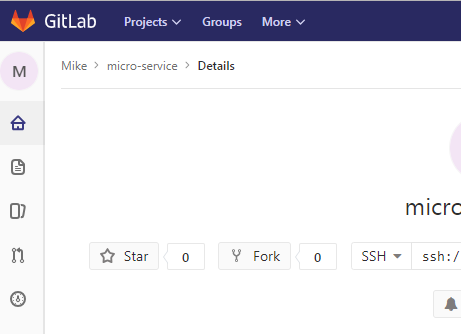 GitLab Projects Groups More
Mike > micro-service > Details
M
micro
Star 0 Fork 0 SSH ssh:/